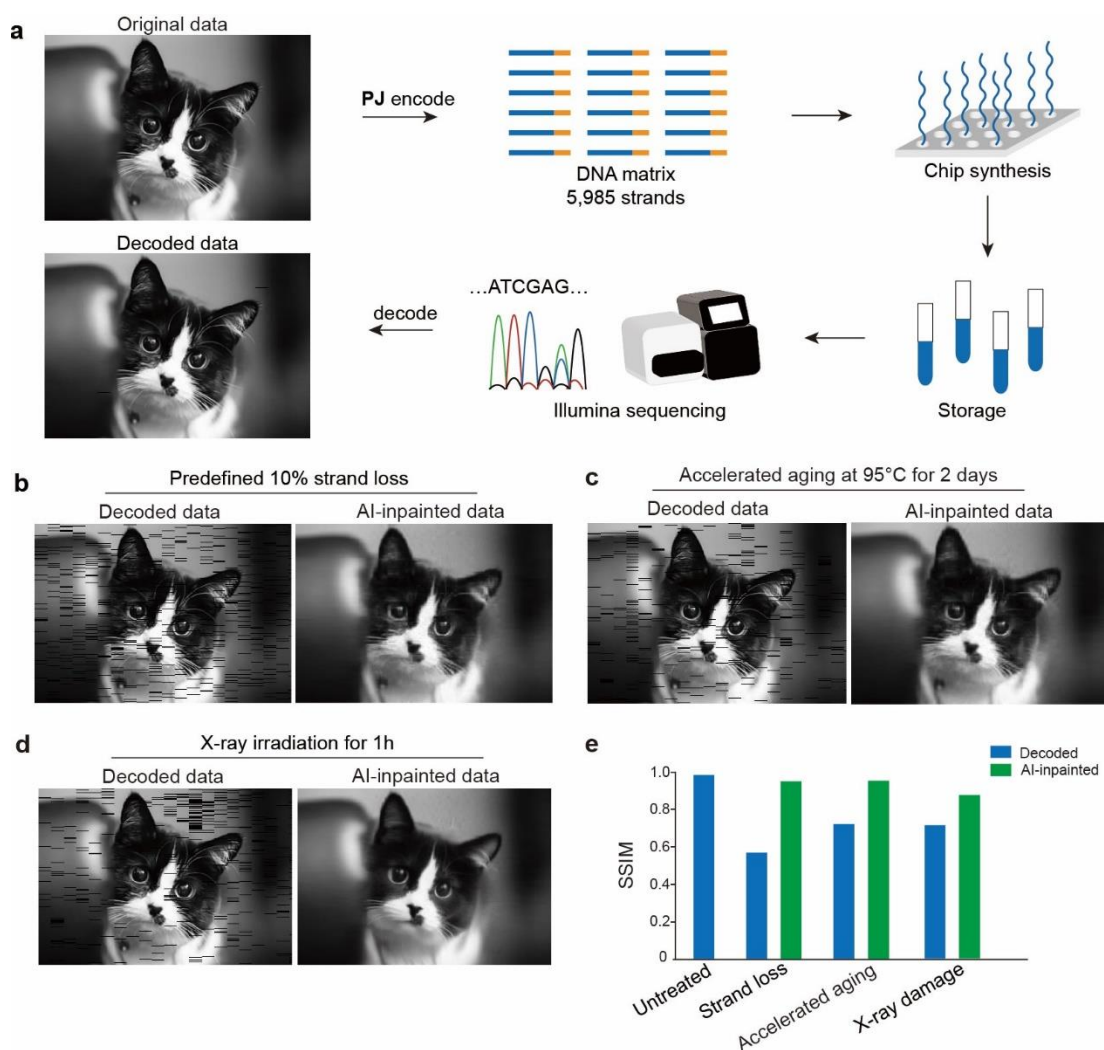 a
Original data
PJ encode
DNA matrix
5,985 strands
Chip synthesis
Decoded data
decode
...ATCGAG...
Illumina sequencing
Storage
b
Predefined 10% strand loss
Decoded data
AI-inpainted data
c
Accelerated aging at 95°C for 2 days
Decoded data
AI-inpainted data
d
X-ray irradiation for 1h
Decoded data
AI-inpainted data
e
Decoded
AI-inpainted
1.0
0.8
0.6
0.4
0.2
0
SSIM
Untreated
Strand loss
Accelerated aging
X-ray damage